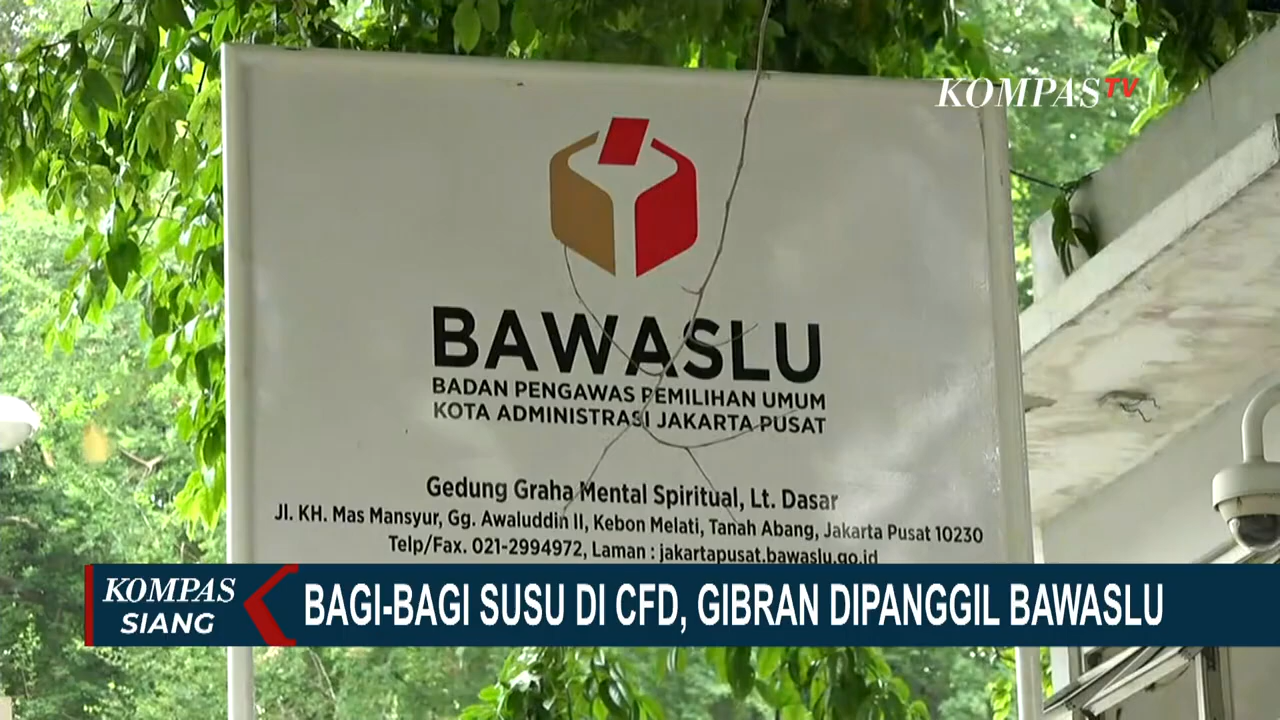 KOMPAS TV
BAWASLU
BADAN PENGAWAS PEMILIHAN UMUM
KOTA ADMINISTRASI JAKARTA PUSAT
Gedung Graha Mental Spiritual, Lt. Dasar
Jl. KH. Mas Mansyur, Gg. Awaluddin II, Kebon Melati, Tanah Abang, Jakarta Pusat 10230
Telp/Fax. 021-2994972, Laman : jakartapusat.bawaslu.go.id
KOMPAS
SIANG
BAGI-BAGI SUSU DI CFD, GIBRAN DIPANGGIL BAWASLU